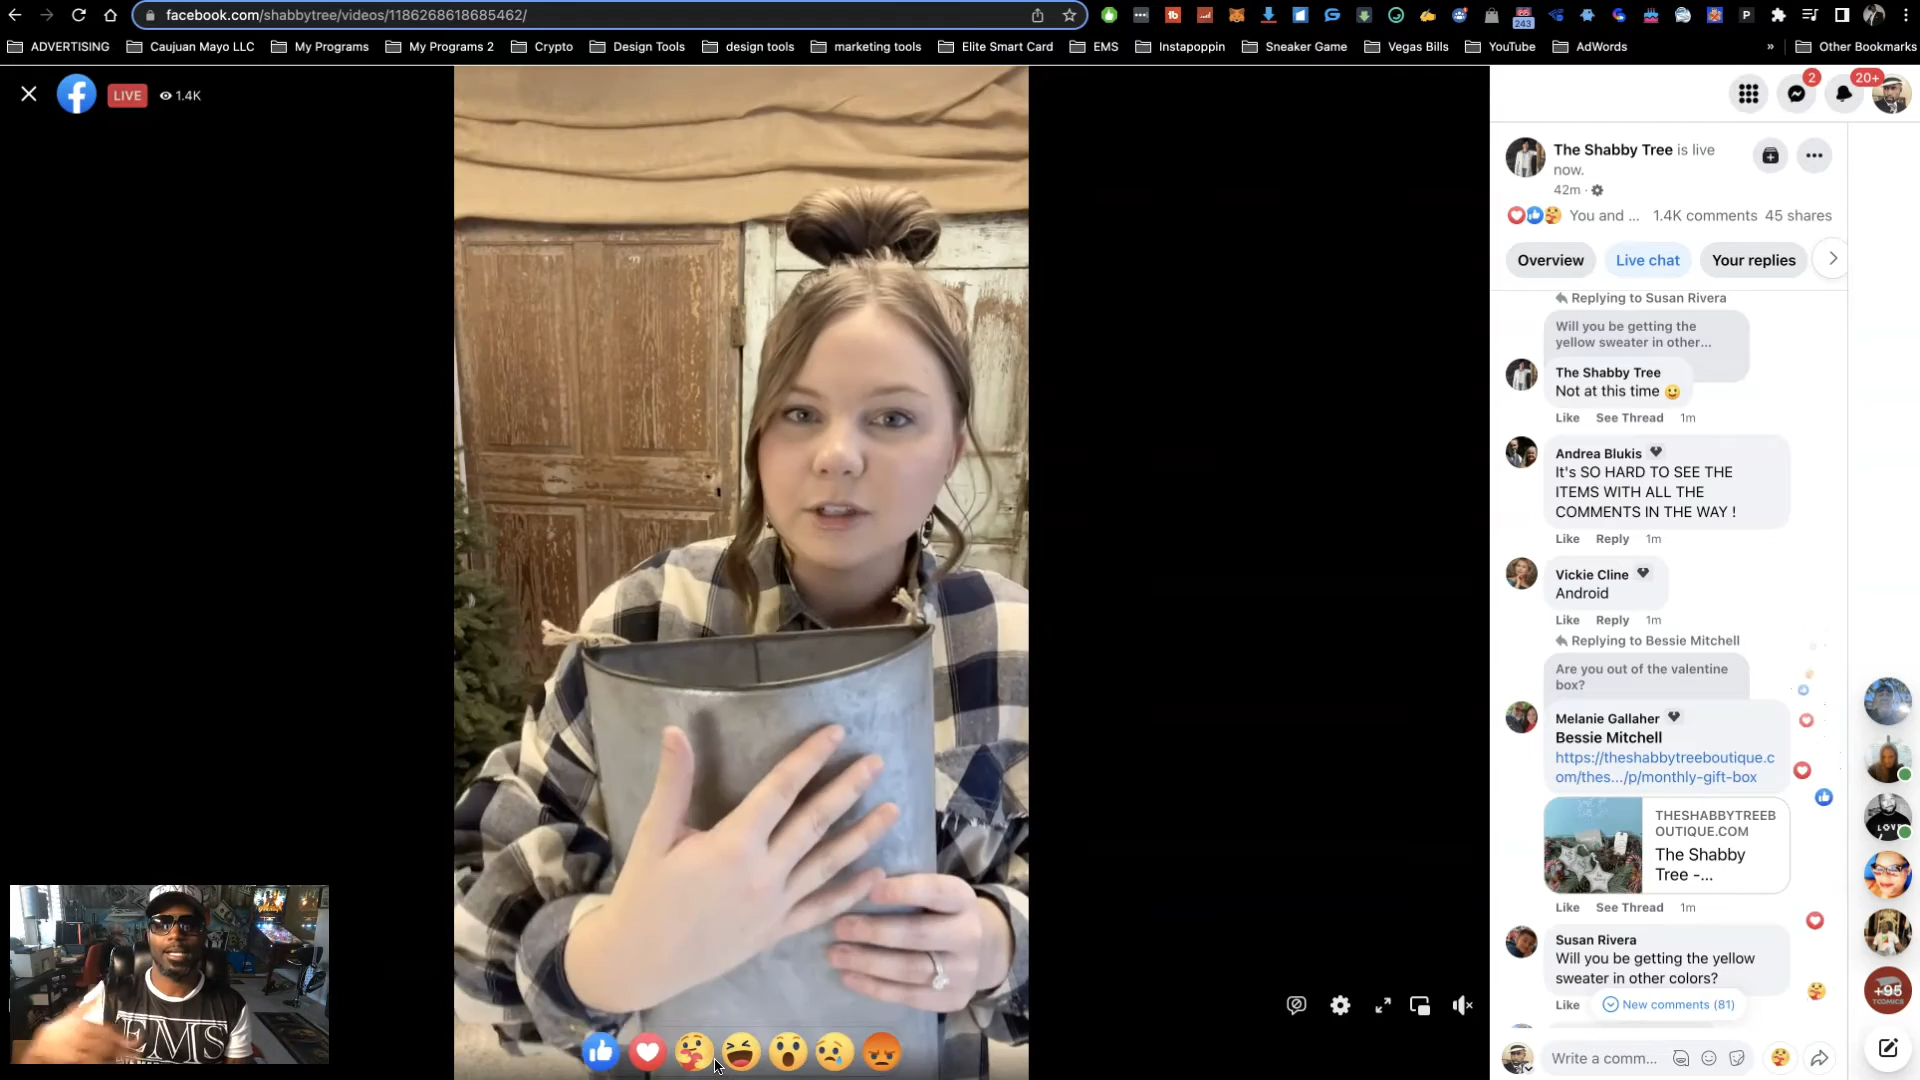 facebook.com/shabbytree/videos/1186268618685462/
243
ADVERTISING
Caujuan Mayo LLC
My Programs
My Programs 2
Crypto
Design Tools
design tools
marketing tools
Elite Smart Card
EMS
Instapoppin
Sneaker Game
Vegas Bills
YouTube
AdWords
»
Other Bookmarks
LIVE
1.4K
2
20+
The Shabby Tree is live
now.
42m
You and ...
1.4K comments
45 shares
Overview
Live chat
Your replies
Replying to Susan Rivera
Will you be getting the
yellow sweater in other...
The Shabby Tree
Not at this time
Like See Thread 1m
Andrea Blukis
It's SO HARD TO SEE THE
ITEMS WITH ALL THE
COMMENTS IN THE WAY !
Like Reply 1m
Vickie Cline
Android
Like Reply 1m
Replying to Bessie Mitchell
Are you out of the valentine
box?
Melanie Gallaher
Bessie Mitchell
https://theshabbytreeboutique.c
om/thes.../p/monthly-gift-box
THESHABBYTREEB
OUTIQUE.COM
The Shabby
Tree -...
Like See Thread 1m
Susan Rivera
Will you be getting the yellow
sweater in other colors?
Like
New comments (81)
Write a comm...
LOVE
+95
EMS